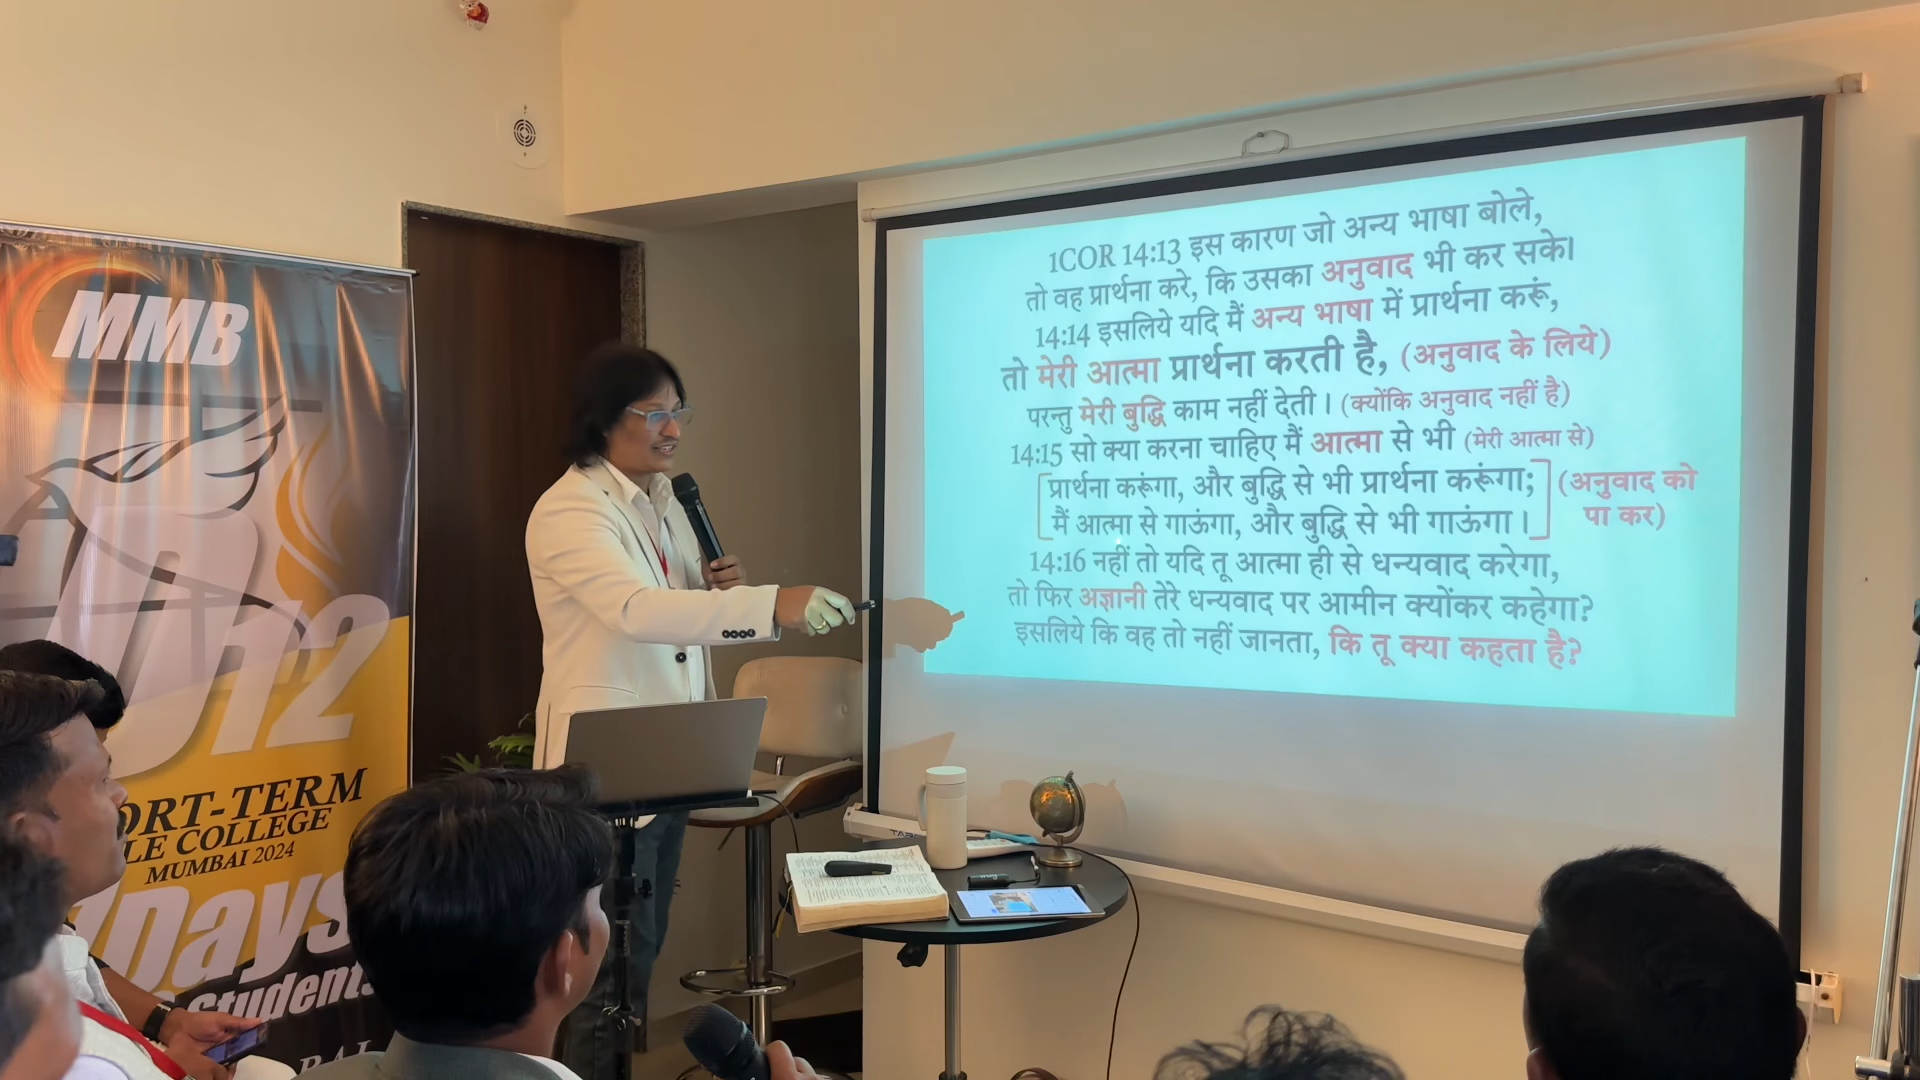 MMB
12
ORT-TERM
LE COLLEGE
MUMBAI 2024
Days
Students
1COR 14:13 इस कारण जो अन्य भाषा बोले,
तो वह प्रार्थना करे, कि उसका अनुवाद भी कर सके।
14:14 इसलिये यदि मैं अन्य भाषा में प्रार्थना करूं,
तो मेरी आत्मा प्रार्थना करती है, (अनुवाद के लिये)
परन्तु मेरी बुद्धि काम नहीं देती। (क्योंकि अनुवाद नहीं है)
14:15 सो क्या करना चाहिए मैं आत्मा से भी (मेरी आत्मा से)
[प्रार्थना करूंगा, और बुद्धि से भी प्रार्थना करूंगा;] (अनुवाद को
मैं आत्मा से गाऊंगा, और बुद्धि से भी गाऊंगा। पा कर)
14:16 नहीं तो यदि तू आत्मा ही से धन्यवाद करेगा,
तो फिर अज्ञानी तेरे धन्यवाद पर आमीन क्योंकर कहेगा?
इसलिये कि वह तो नहीं जानता, कि तू क्या कहता है?